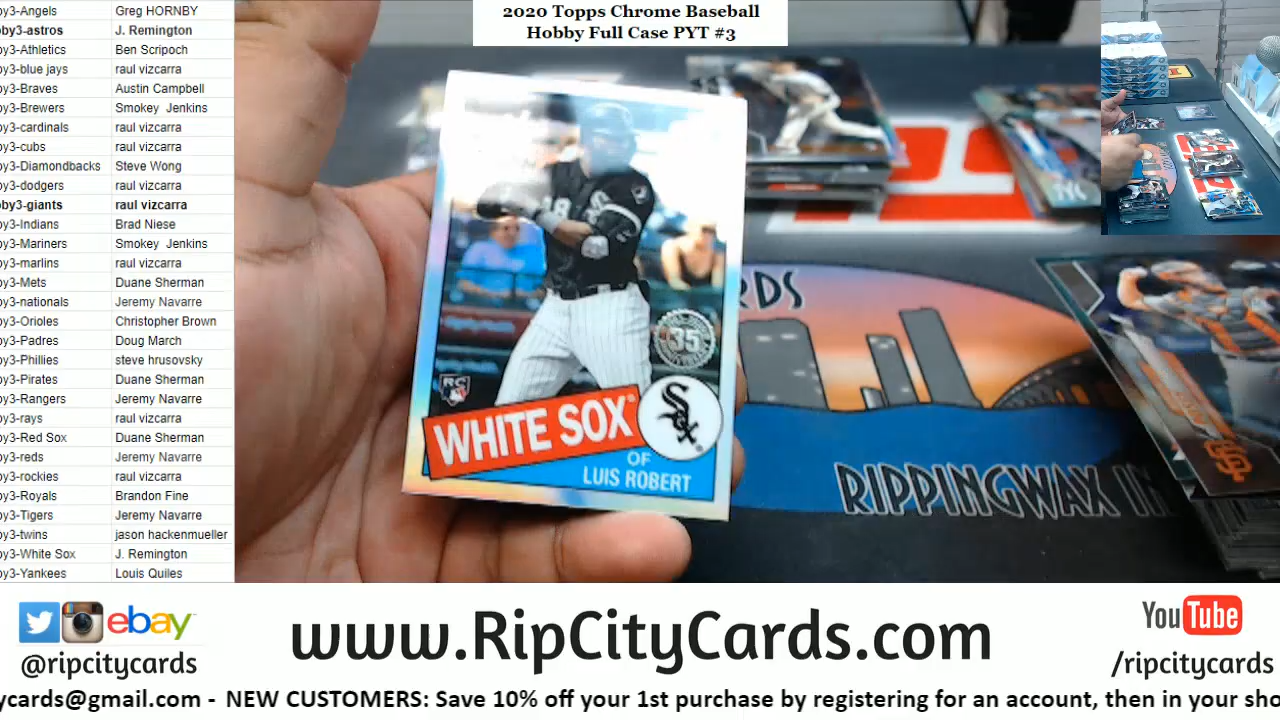 2020 Topps Chrome Baseball
Hobby Full Case PYT #3
by3-Angels Greg HORNBY
by3-astros J. Remington
by3-Athletics Ben Scripoch
by3-blue jays raul vizcarra
by3-Braves Austin Campbell
by3-Brewers Smokey Jenkins
by3-cardinals raul vizcarra
by3-cubs raul vizcarra
by3-Diamondbacks Steve Wong
by3-dodgers raul vizcarra
by3-giants raul vizcarra
by3-Indians Brad Niese
by3-Mariners Smokey Jenkins
by3-marlins raul vizcarra
by3-Mets Duane Sherman
by3-nationals Jeremy Navarre
by3-Orioles Christopher Brown
by3-Padres Doug March
by3-Phillies steve hrusovsky
by3-Pirates Duane Sherman
by3-Rangers Jeremy Navarre
by3-rays raul vizcarra
by3-Red Sox Duane Sherman
by3-reds Jeremy Navarre
by3-rockies raul vizcarra
by3-Royals Brandon Fine
by3-Tigers Jeremy Navarre
by3-twins jason hackenmueller
by3-White Sox J. Remington
by3-Yankees Louis Quiles
35
RC
WHITE SOX
Sox
OF
LUIS ROBERT
RDS
RIPPINGWAX IN
SF
NY
ebay
@ripcitycards
www.RipCityCards.com
YouTube
/ripcitycards
ycards@gmail.com - NEW CUSTOMERS: Save 10% off your 1st purchase by registering for an account, then in your sho